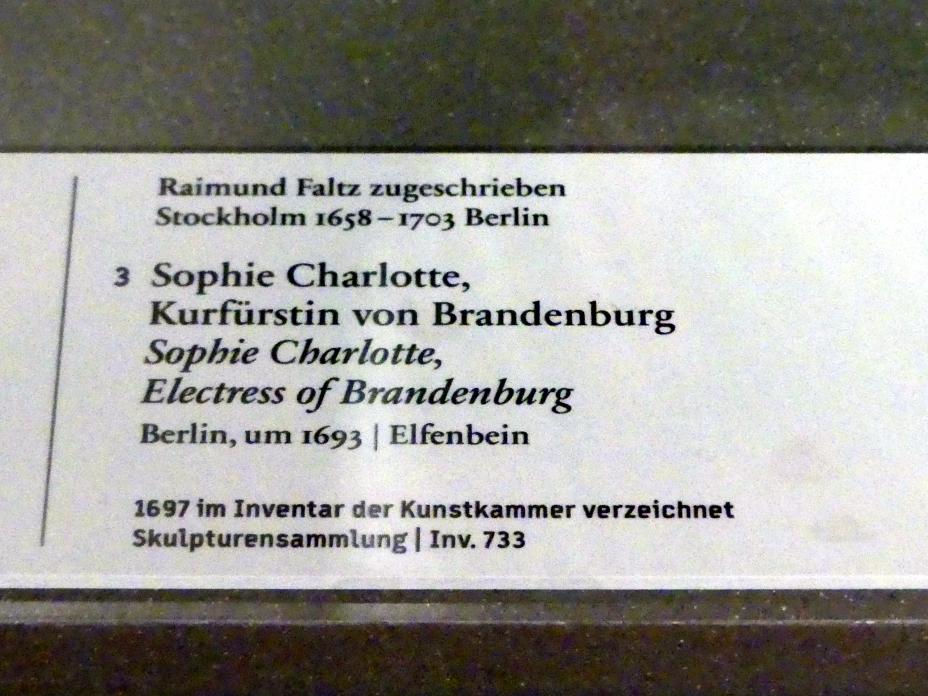 Raimund Faltz zugeschrieben
Stockholm 1658–1703 Berlin
3 Sophie Charlotte,
Kurfürstin von Brandenburg
Sophie Charlotte,
Electress of Brandenburg
Berlin, um 1693 | Elfenbein
1697 im Inventar der Kunstkammer verzeichnet
Skulpturensammlung | Inv. 733